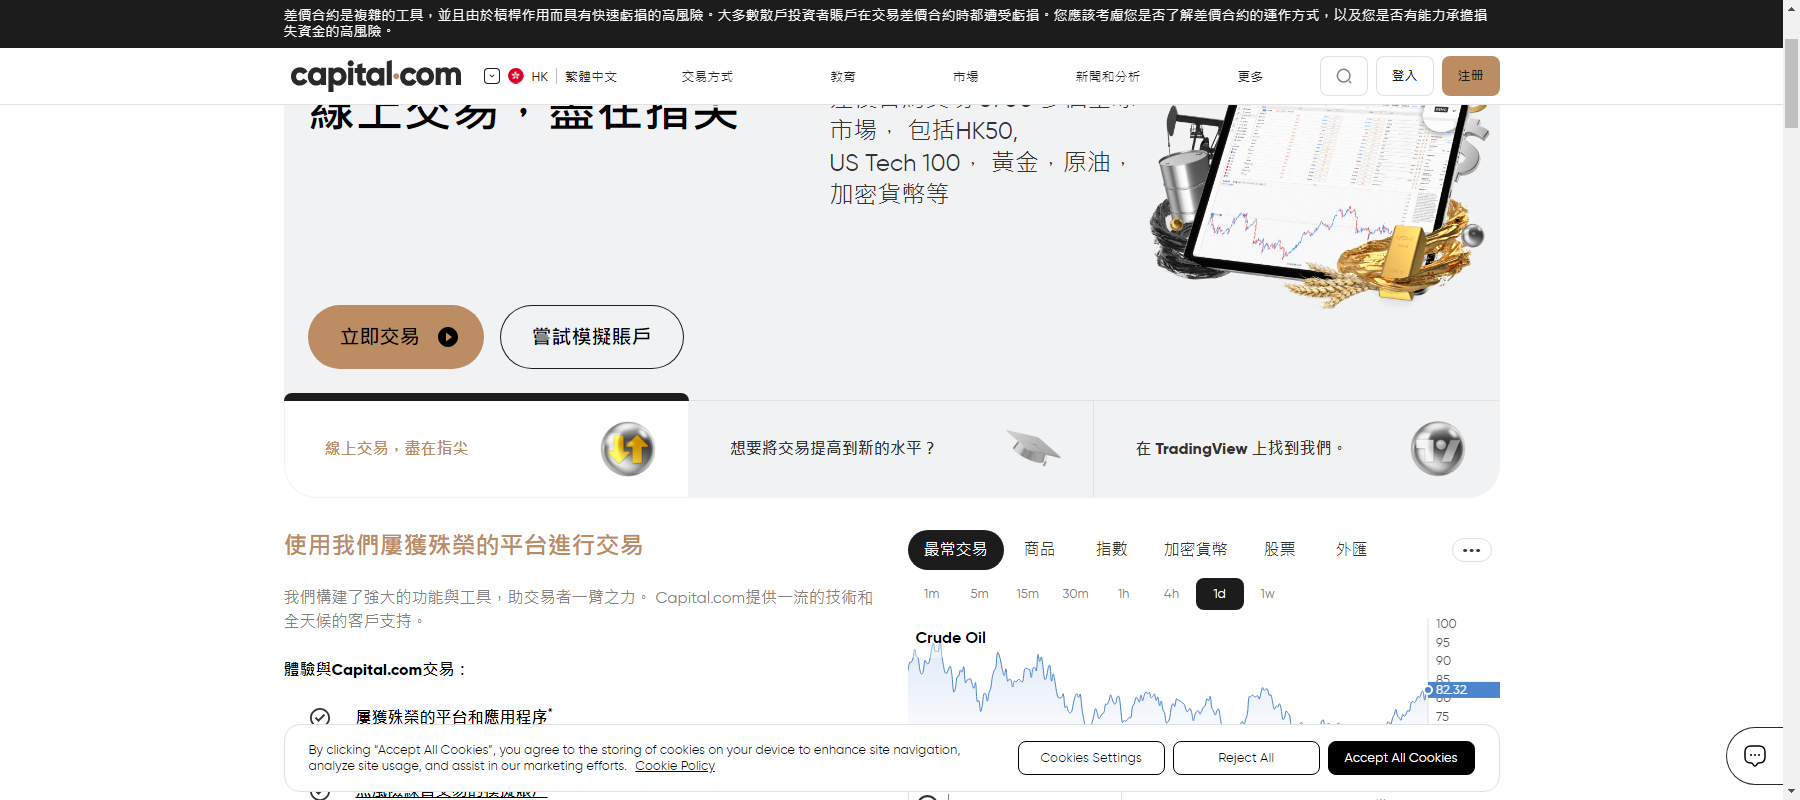 差價合約是複雜的工具，並且由於槓桿作用而具有快速虧損的高風險。大多數散戶投資者賬戶在交易差價合約時都遭受虧損。您應該考慮您是否了解差價合約的運作方式，以及您是否有能力承擔損
失資金的高風險。
capital.com HK 繁體中文 交易方式 教育 市場 新聞和分析 更多 登入 注册
線上交易，盡在指尖
市場， 包括HK50,
US Tech 100， 黃金，原油，
加密貨幣等
立即交易 嘗試模擬賬戶
線上交易，盡在指尖
想要將交易提高到新的水平？
在 TradingView 上找到我們。
使用我們屢獲殊榮的平台進行交易
我們構建了強大的功能與工具，助交易者一臂之力。 Capital.com提供一流的技術和
全天候的客戶支持。
體驗與Capital.com交易：
屢獲殊榮的平台和應用程序*
最常交易 商品 指數 加密貨幣 股票 外匯
1m 5m 15m 30m 1h 4h 1d 1w
Crude Oil
100
95
90
85
82.32
80
75
By clicking “Accept All Cookies”, you agree to the storing of cookies on your device to enhance site navigation,
analyze site usage, and assist in our marketing efforts. Cookie Policy
Cookies Settings Reject All Accept All Cookies